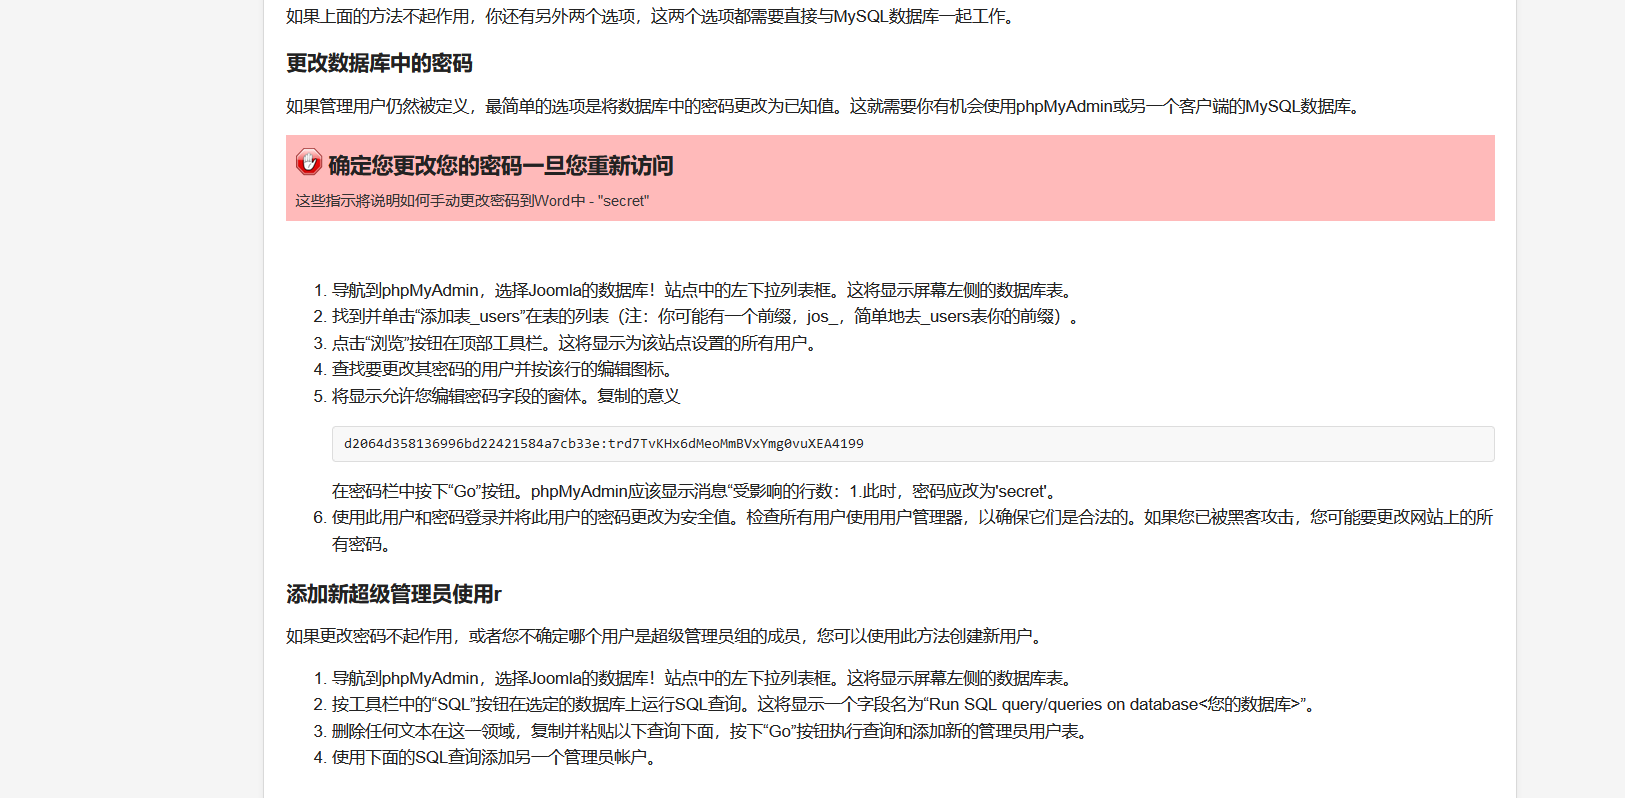 如果上面的方法不起作用，你还有另外两个选项，这两个选项都需要直接与MySQL数据库一起工作。
更改数据库中的密码
如果管理用户仍然被定义，最简单的选项是将数据库中的密码更改为已知值。这就需要你有机会使用phpMyAdmin或另一个客户端的MySQL数据库。
确定您更改您的密码一旦您重新访问
这些指示将说明如何手动更改密码到Word中 - "secret"
1. 导航到phpMyAdmin，选择Joomla的数据库！站点中的左下拉列表框。这将显示屏幕左侧的数据库表。
2. 找到并单击“添加表_users”在表的列表（注：你可能有一个前缀，jos_，简单地去_users表你的前缀）。
3. 点击“浏览”按钮在顶部工具栏。这将显示为该站点设置的所有用户。
4. 查找要更改其密码的用户并按该行的编辑图标。
5. 将显示允许您编辑密码字段的窗体。复制的意义
d2064d358136996bd22421584a7cb33e:trd7TvKHx6dMeoMmBVxYmg0vuXEA4199
在密码栏中按下“Go”按钮。phpMyAdmin应该显示消息“受影响的行数：1.此时，密码应改为'secret'。
6. 使用此用户和密码登录并将此用户的密码更改为安全值。检查所有用户使用用户管理器，以确保它们是合法的。如果您已被黑客攻击，您可能要更改网站上的所
有密码。
添加新超级管理员使用r
如果更改密码不起作用，或者您不确定哪个用户是超级管理员组的成员，您可以使用此方法创建新用户。
1. 导航到phpMyAdmin，选择Joomla的数据库！站点中的左下拉列表框。这将显示屏幕左侧的数据库表。
2. 按工具栏中的“SQL”按钮在选定的数据库上运行SQL查询。这将显示一个字段名为“Run SQL query/queries on database<您的数据库>”。
3. 删除任何文本在这一领域，复制并粘贴以下查询下面，按下“Go”按钮执行查询和添加新的管理员用户表。
4. 使用下面的SQL查询添加另一个管理员帐户。